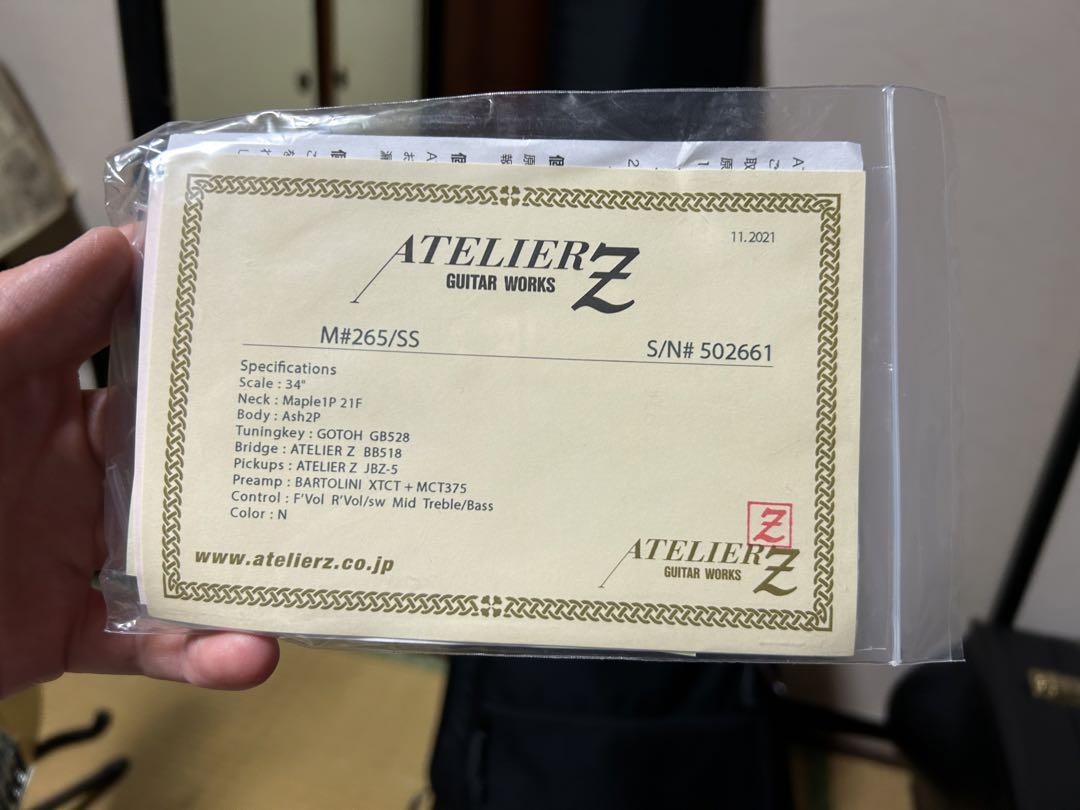 11.2021
ATELIER Z
GUITAR WORKS
M#265/SS
S/N# 502661
Specifications
Scale : 34"
Neck : Maple1P 21F
Body : Ash2P
Tuningkey : GOTOH GB528
Bridge : ATELIER Z BB518
Pickups : ATELIER Z JBZ-5
Preamp : BARTOLINI XTCT + MCT375
Control : F'Vol R'Vol/sw Mid Treble/Bass
Color : N
Z
www.atelierz.co.jp
ATELIER Z
GUITAR WORKS